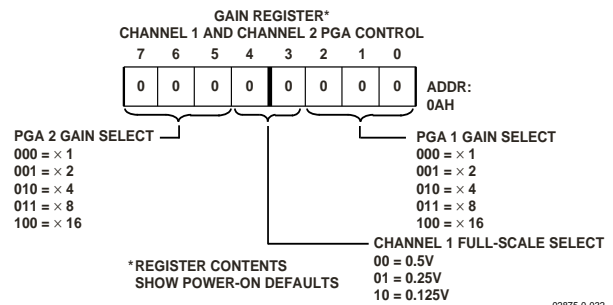 GAIN REGISTER*
CHANNEL 1 AND CHANNEL 2 PGA CONTROL
7 6 5 4 3 2 1 0
0 0 0 0 0 0 0 0
ADDR:
0AH
PGA 2 GAIN SELECT
000 = × 1
001 = × 2
010 = × 4
011 = × 8
100 = × 16
PGA 1 GAIN SELECT
000 = × 1
001 = × 2
010 = × 4
011 = × 8
100 = × 16
CHANNEL 1 FULL-SCALE SELECT
00 = 0.5V
01 = 0.25V
10 = 0.125V
*REGISTER CONTENTS
SHOW POWER-ON DEFAULTS